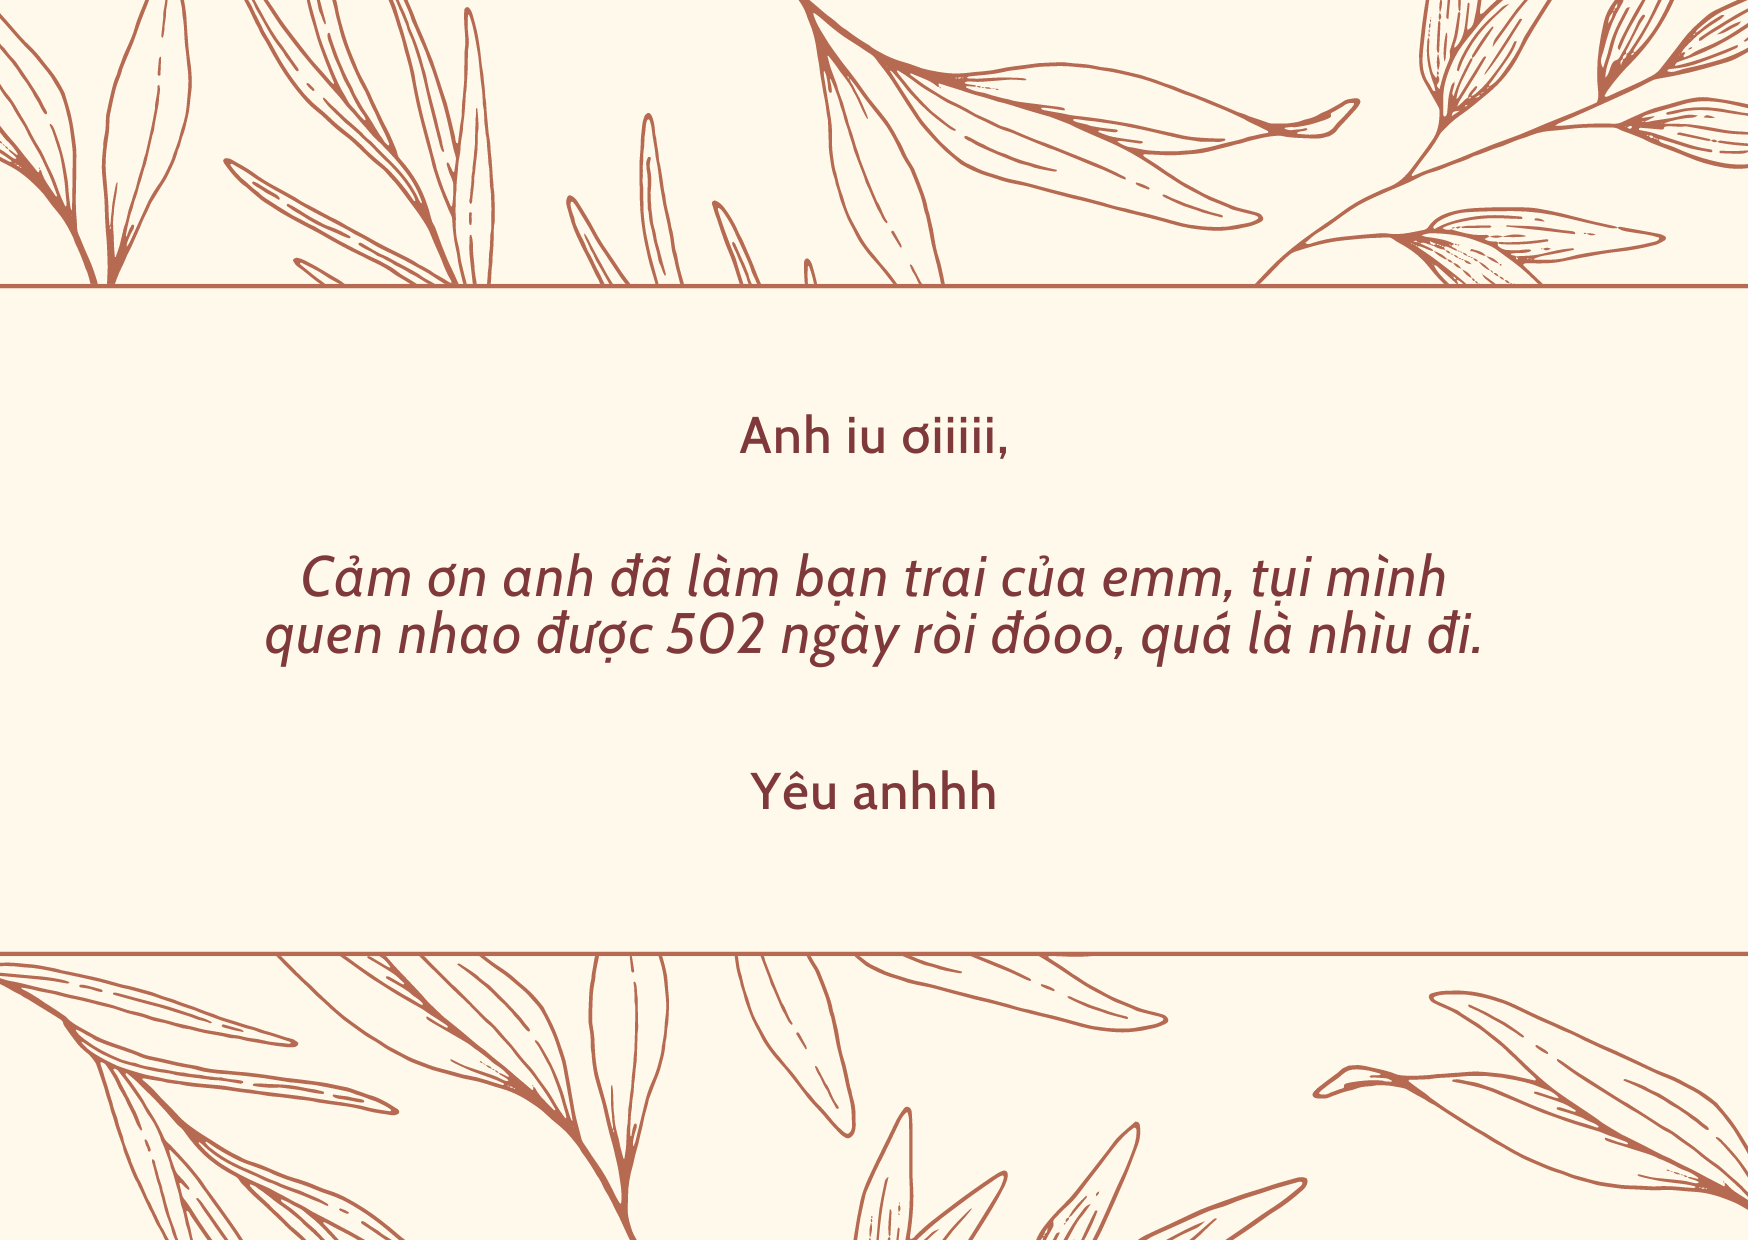 Anh iu ơiiiii,
Cảm ơn anh đã làm bạn trai của emm, tụi mình
quen nhao được 502 ngày ròi đóoo, quá là nhìu đi.
Yêu anhhh